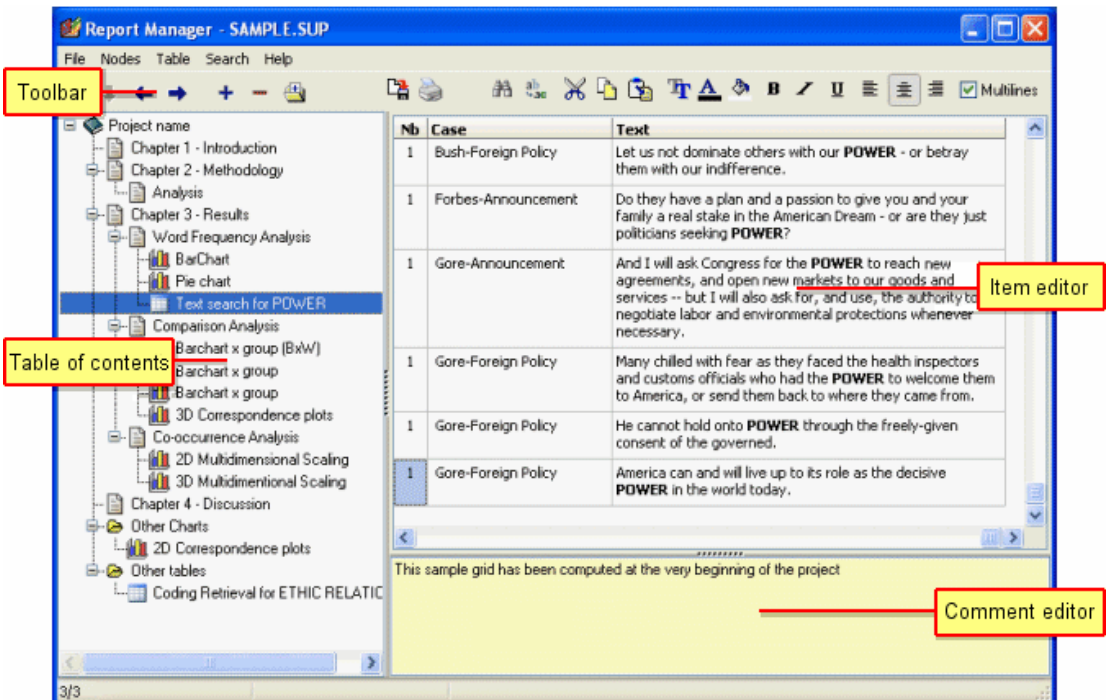 Report Manager - SAMPLE.SUP
File Nodes Table Search Help
Toolbar
B I U Multilines
Project name
Chapter 1 - Introduction
Chapter 2 - Methodology
Analysis
Chapter 3 - Results
Word Frequency Analysis
BarChart
Pie chart
Text search for POWER
Comparison Analysis
Barchart x group (BxW)
Table of contents
Barchart x group
Barchart x group
3D Correspondence plots
Co-occurrence Analysis
2D Multidimensional Scaling
3D Multidimentional Scaling
Chapter 4 - Discussion
Other Charts
2D Correspondence plots
Other tables
Coding Retrieval for ETHIC RELATIC
Nb Case Text
1 Bush-Foreign Policy Let us not dominate others with our POWER - or betray
them with our indifference.
1 Forbes-Announcement Do they have a plan and a passion to give you and your
family a real stake in the American Dream - or are they just
politicians seeking POWER?
1 Gore-Announcement And I will ask Congress for the POWER to reach new
agreements, and open new markets to our goods and
services -- but I will also ask for, and use, the authority to
negotiate labor and environmental protections whenever
necessary.
Item editor
1 Gore-Foreign Policy Many chilled with fear as they faced the health inspectors
and customs officials who had the POWER to welcome them
to America, or send them back to where they came from.
1 Gore-Foreign Policy He cannot hold onto POWER through the freely-given
consent of the governed.
1 Gore-Foreign Policy America can and will live up to its role as the decisive
POWER in the world today.
This sample grid has been computed at the very beginning of the project
Comment editor
3/3